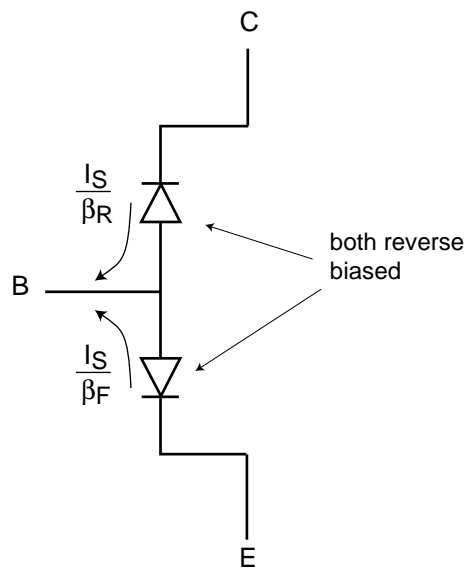 C
I_S
β_R
both reverse
biased
B
I_S
β_F
E